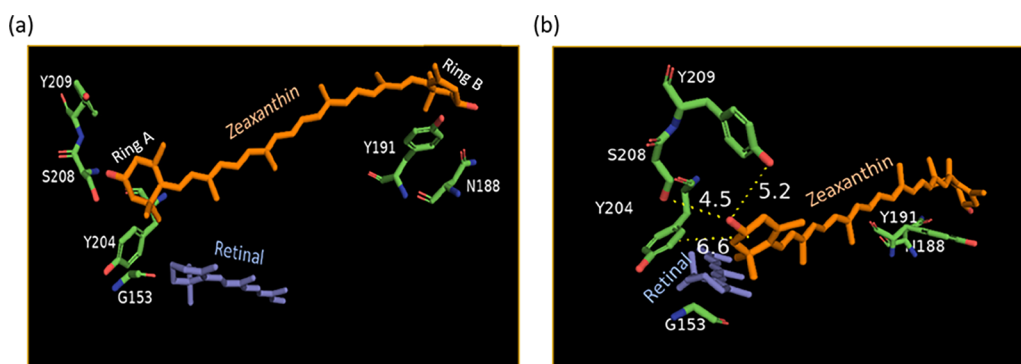 (a)
Y209
Ring B
Zeaxanthin
Ring A
S208
Y191
N188
Y204
Retinal
G153
(b)
Y209
S208
4.5
5.2
Zeaxanthin
Y204
Y191
I188
6.6
Retinal
G153